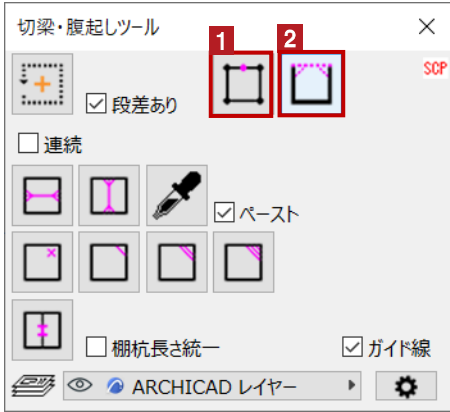 切梁・腹起しツール
1
2
SCP
段差あり
連続
ペースト
棚杭長さ統一
ガイド線
ARCHICAD レイヤー